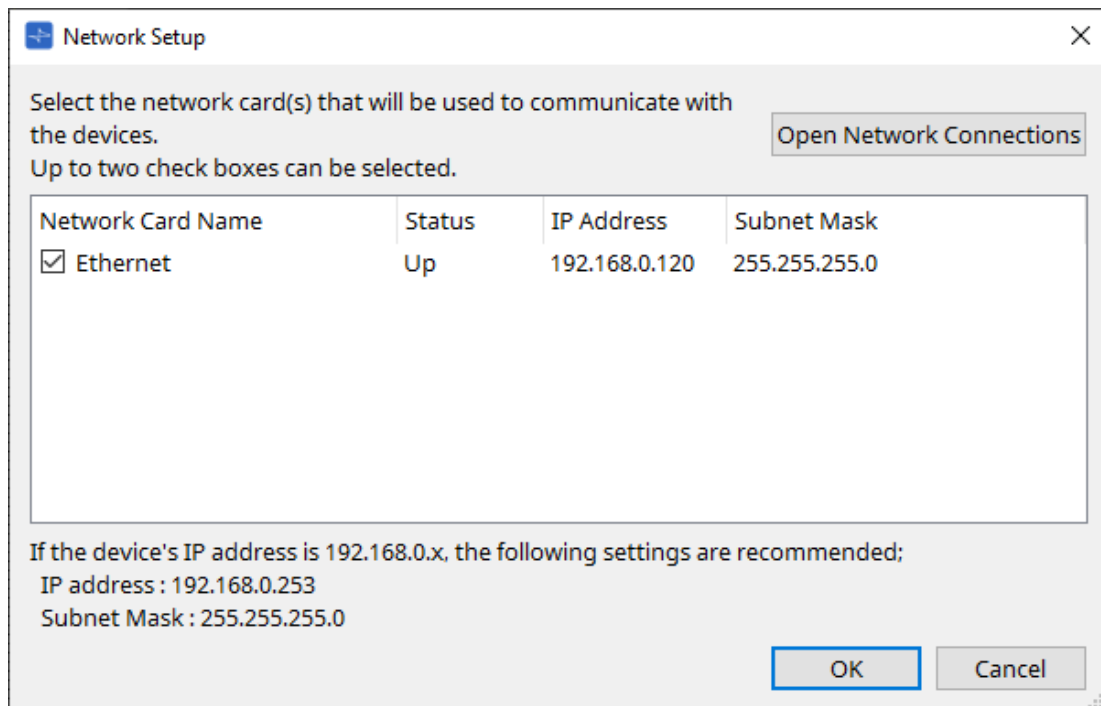 Network Setup
Select the network card(s) that will be used to communicate with
the devices.
Open Network Connections
Up to two check boxes can be selected.
Network Card Name Status IP Address Subnet Mask
Ethernet Up 192.168.0.120 255.255.255.0
If the device's IP address is 192.168.0.x, the following settings are recommended;
IP address : 192.168.0.253
Subnet Mask : 255.255.255.0
OK Cancel